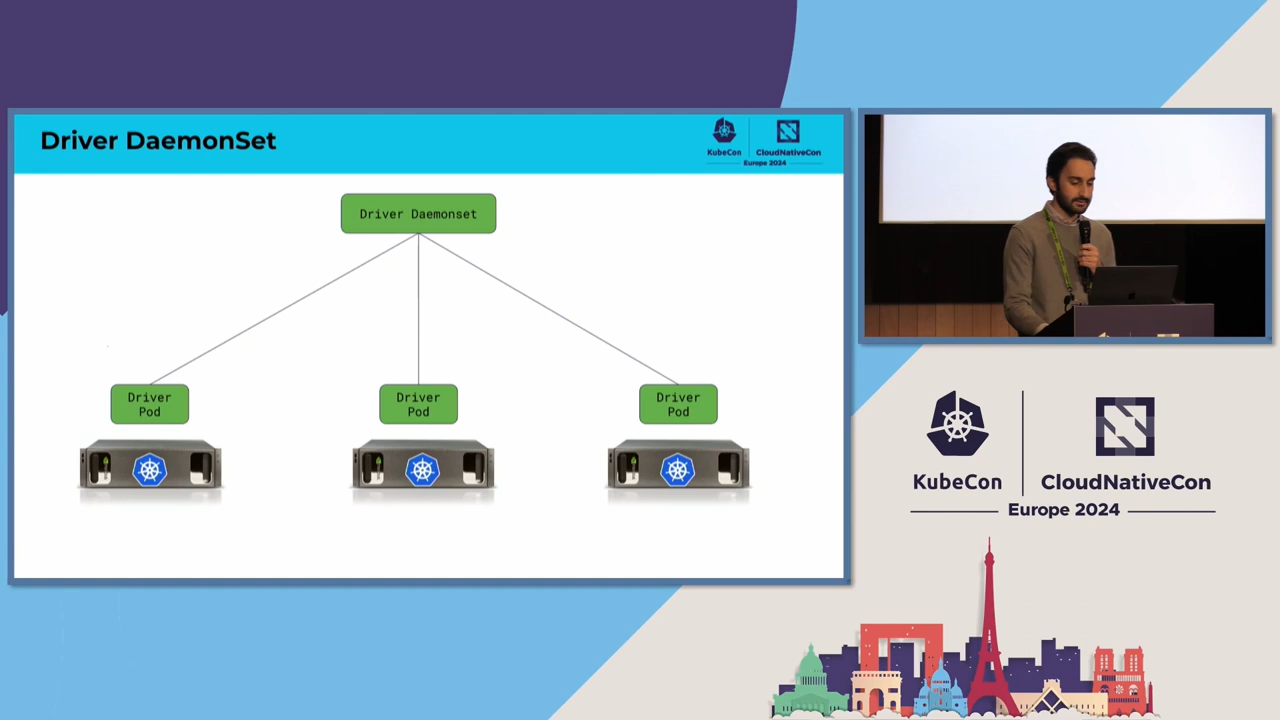 Driver DaemonSet
KubeCon
CloudNativeCon
Europe 2024
Driver Daemonset
Driver
Pod
Driver
Pod
Driver
Pod
KubeCon
CloudNativeCon
Europe 2024